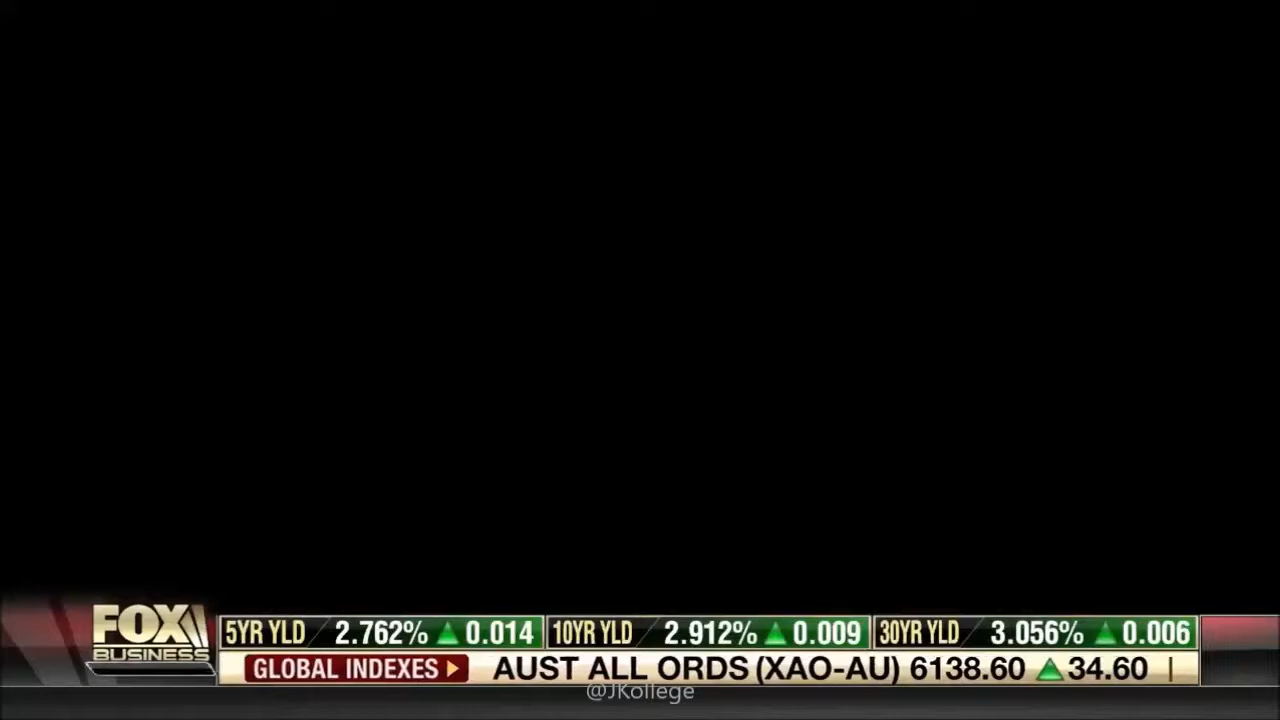 FOX
BUSINESS
5YR YLD 2.762% ▲ 0.014 10YR YLD 2.912% ▲ 0.009 30YR YLD 3.056% ▲ 0.006
GLOBAL INDEXES AUST ALL ORDS (XAO-AU) 6138.60 ▲ 34.60 |
@JKollege